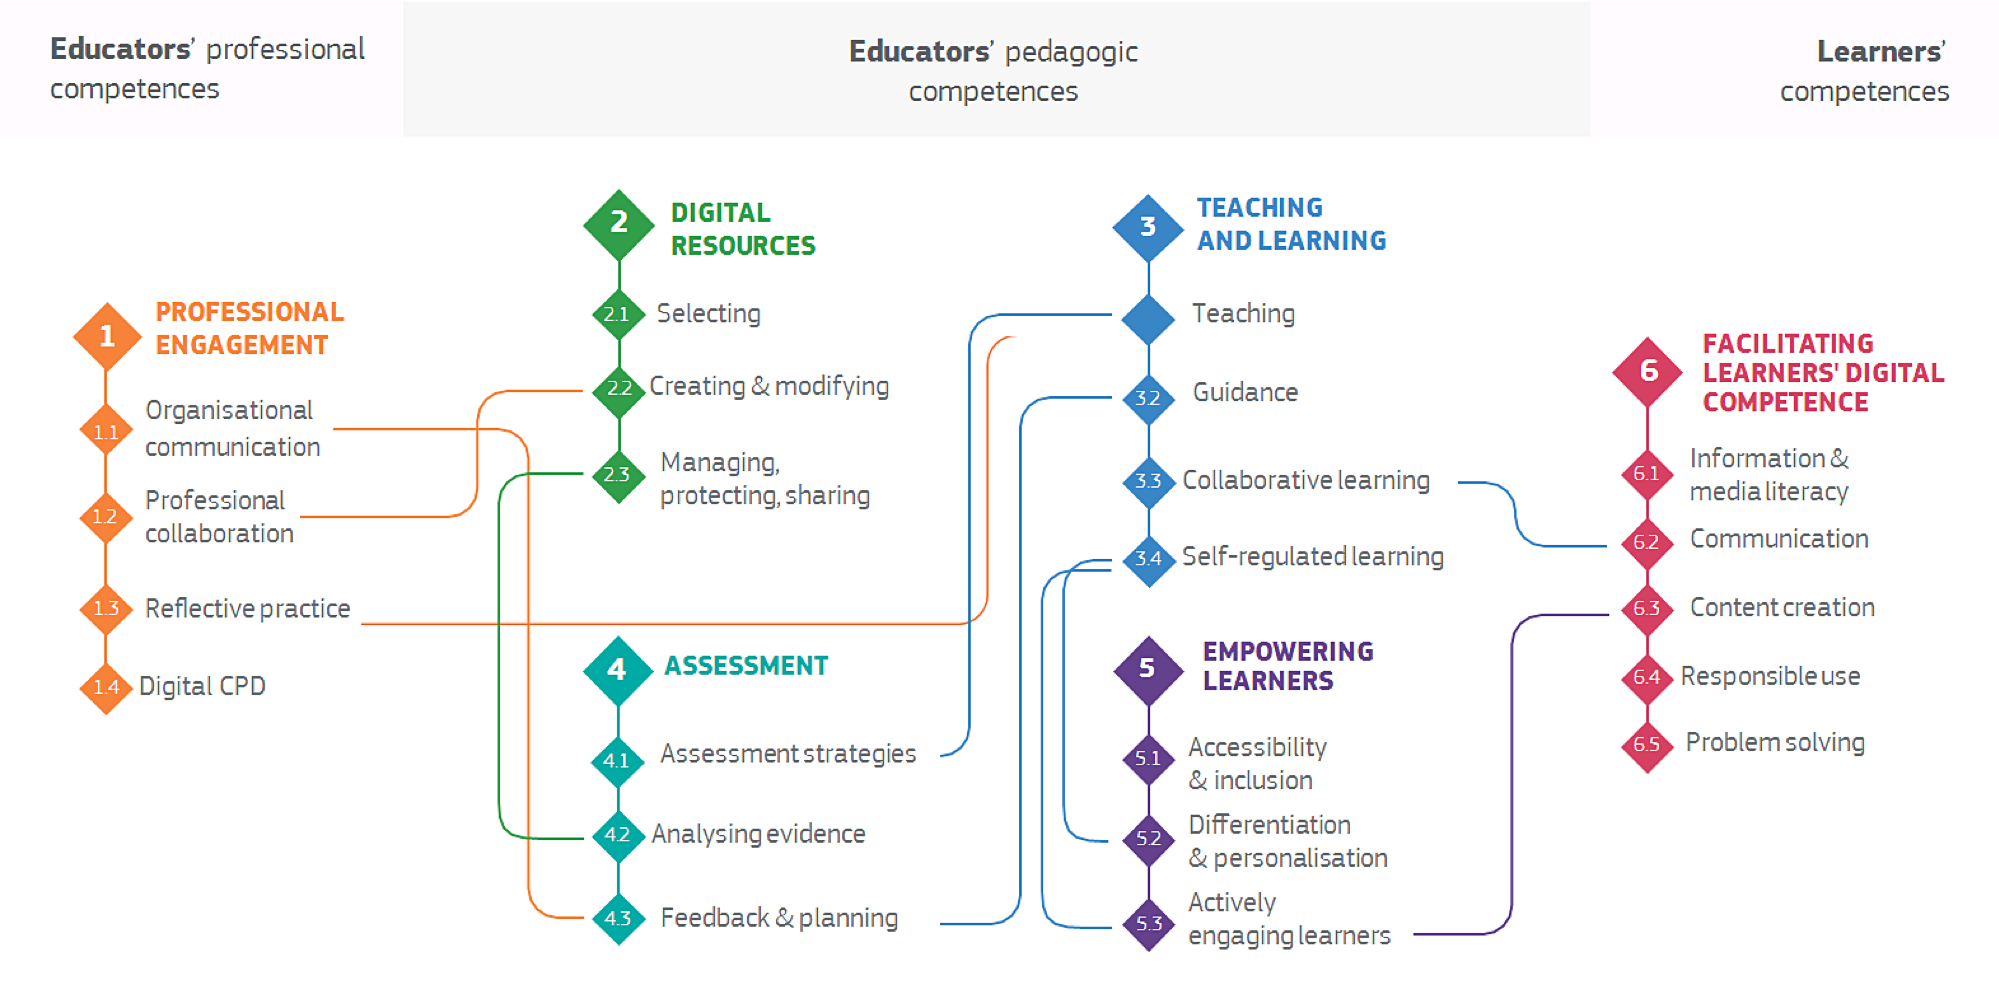 Educators’ professional
competences
Educators’ pedagogic
competences
Learners’
competences
1
PROFESSIONAL
ENGAGEMENT
1.1
Organisational
communication
1.2
Professional
collaboration
1.3
Reflective practice
1.4
Digital CPD
2
DIGITAL
RESOURCES
2.1
Selecting
2.2
Creating & modifying
2.3
Managing,
protecting, sharing
3
TEACHING
AND LEARNING
Teaching
3.2
Guidance
3.3
Collaborative learning
3.4
Self-regulated learning
4
ASSESSMENT
4.1
Assessment strategies
4.2
Analysing evidence
4.3
Feedback & planning
5
EMPOWERING
LEARNERS
5.1
Accessibility
& inclusion
5.2
Differentiation
& personalisation
5.3
Actively
engaging learners
6
FACILITATING
LEARNERS' DIGITAL
COMPETENCE
6.1
Information &
media literacy
6.2
Communication
6.3
Content creation
6.4
Responsible use
6.5
Problem solving